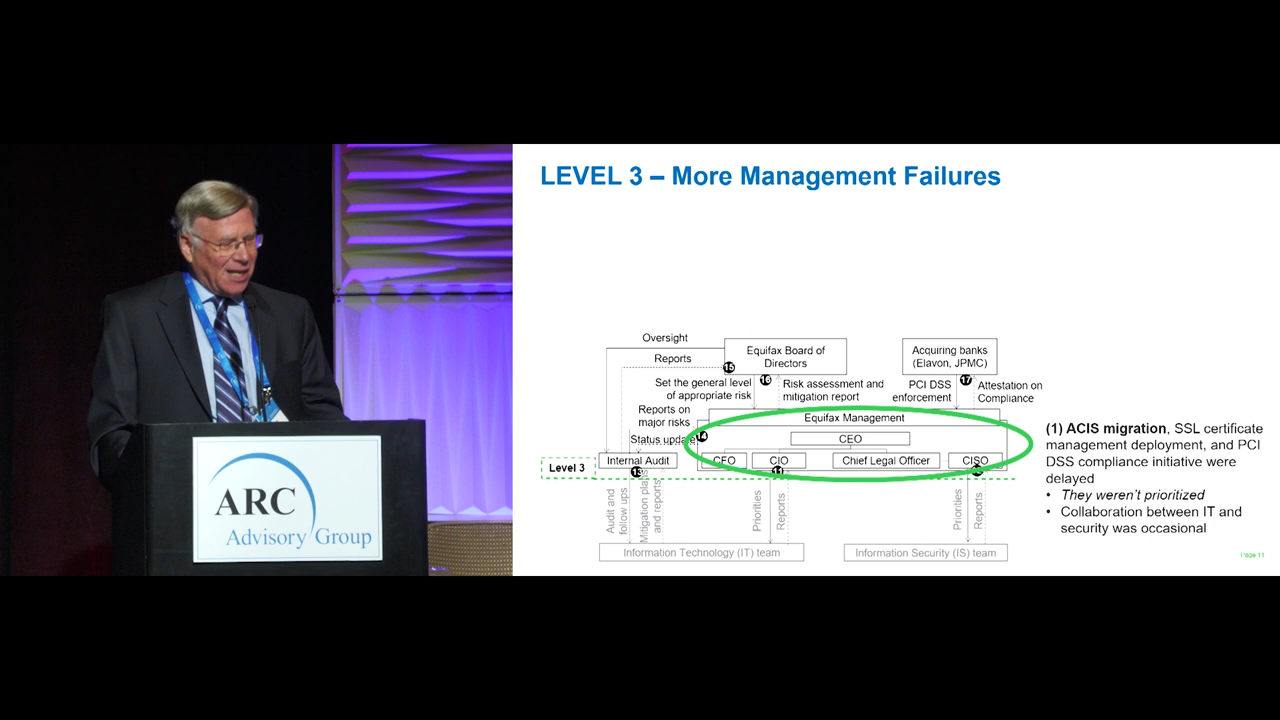 LEVEL 3 – More Management Failures
Oversight
Reports
15
Equifax Board of
Directors
Acquiring banks
(Elavon, JPMC)
16
17
Set the general level
of appropriate risk
Risk assessment and
mitigation report
PCI DSS
enforcement
Attestation on
Compliance
Reports on
major risks
Status update
14
Equifax Management
CEO
Level 3
Internal Audit
CFO
CIO
Chief Legal Officer
CISO
13
11
Audit and
follow ups
Mitigation plans
and reports
Priorities
Reports
Priorities
Reports
Information Technology (IT) team
Information Security (IS) team
(1) ACIS migration, SSL certificate
management deployment, and PCI
DSS compliance initiative were
delayed
• They weren't prioritized
• Collaboration between IT and
security was occasional
Page 11
ARC
Advisory Group